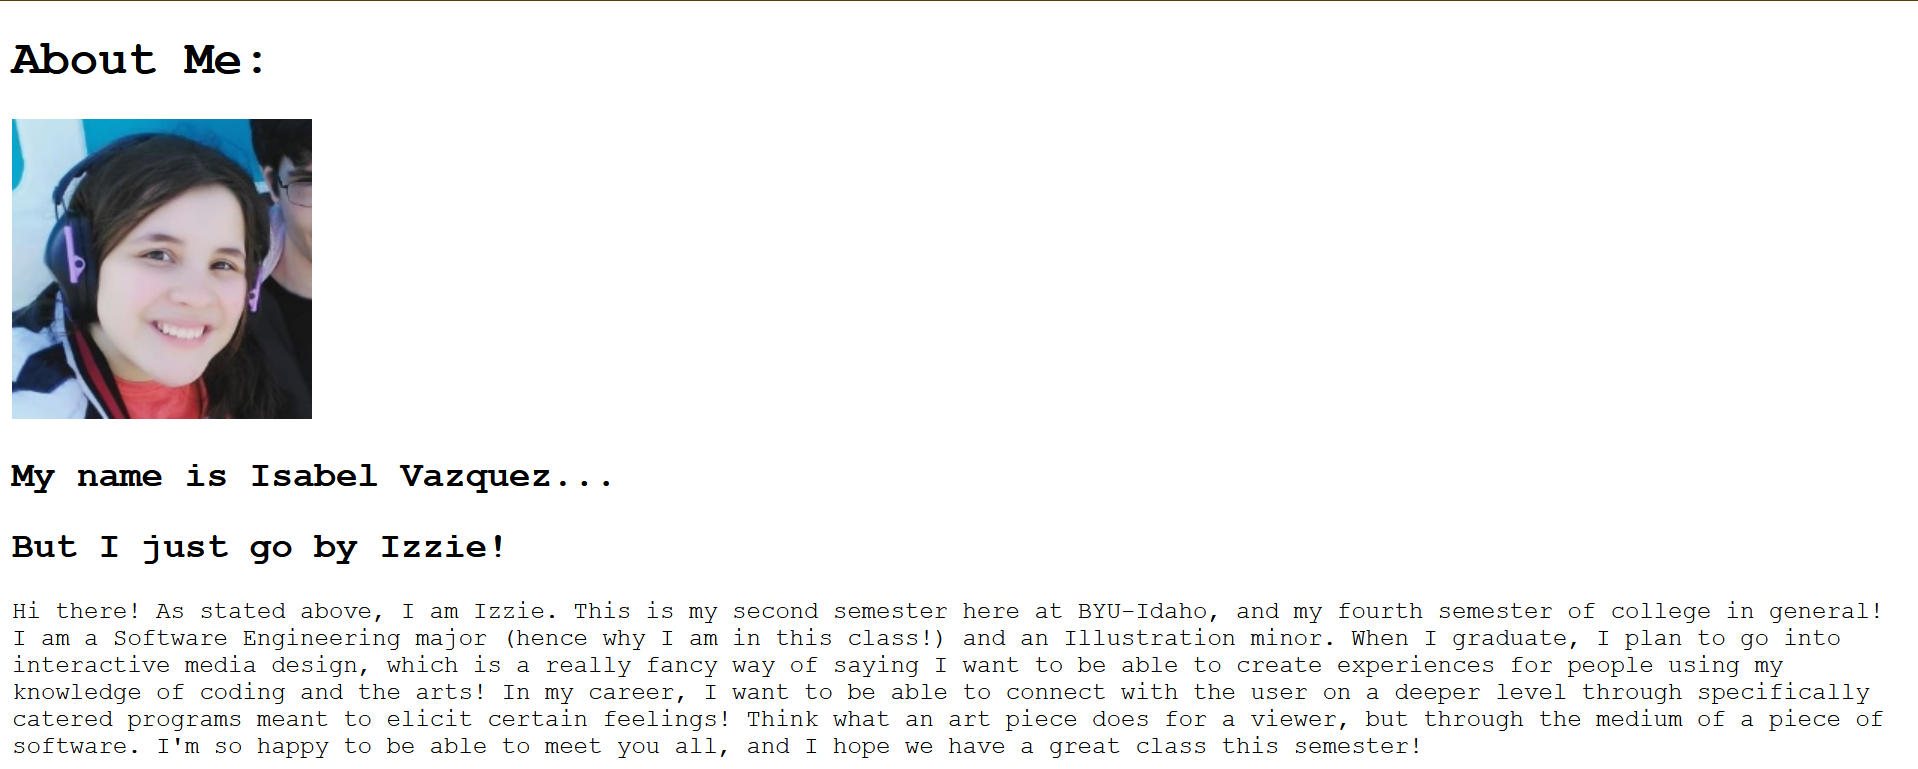 About Me:
My name is Isabel Vazquez...
But I just go by Izzie!
Hi there! As stated above, I am Izzie. This is my second semester here at BYU-Idaho, and my fourth semester of college in general!
I am a Software Engineering major (hence why I am in this class!) and an Illustration minor. When I graduate, I plan to go into
interactive media design, which is a really fancy way of saying I want to be able to create experiences for people using my
knowledge of coding and the arts! In my career, I want to be able to connect with the user on a deeper level through specifically
catered programs meant to elicit certain feelings! Think what an art piece does for a viewer, but through the medium of a piece of
software. I'm so happy to be able to meet you all, and I hope we have a great class this semester!